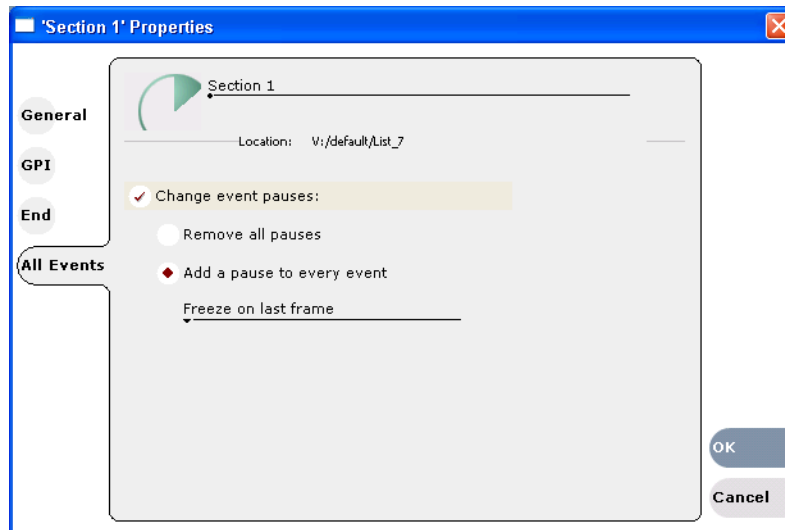 'Section 1' Properties
Section 1
Location: V:/default/List_7
General
GPI
End
All Events
Change event pauses:
Remove all pauses
Add a pause to every event
Freeze on last frame
OK
Cancel